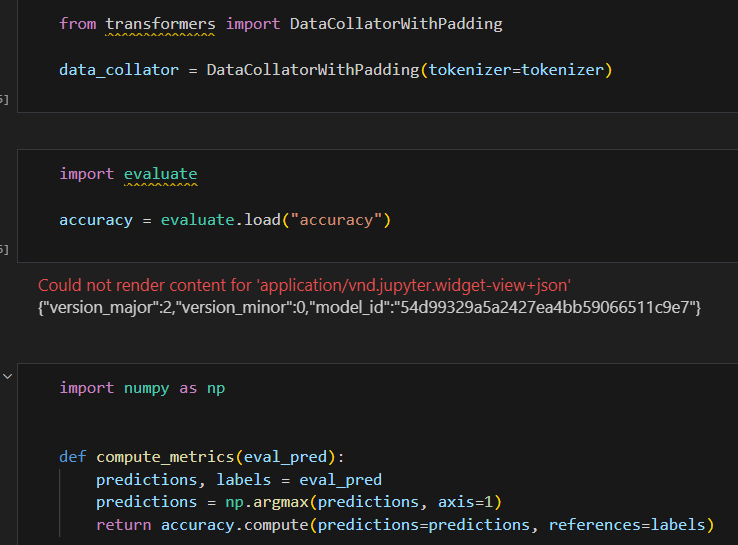 from transformers import DataCollatorWithPadding
data_collator = DataCollatorWithPadding(tokenizer=tokenizer)
]
import evaluate
accuracy = evaluate.load("accuracy")
]
Could not render content for 'application/vnd.jupyter.widget-view+json'
{"version_major":2,"version_minor":0,"model_id":"54d99329a5a2427ea4bb59066511c9e7"}
import numpy as np
def compute_metrics(eval_pred):
    predictions, labels = eval_pred
    predictions = np.argmax(predictions, axis=1)
    return accuracy.compute(predictions=predictions, references=labels)